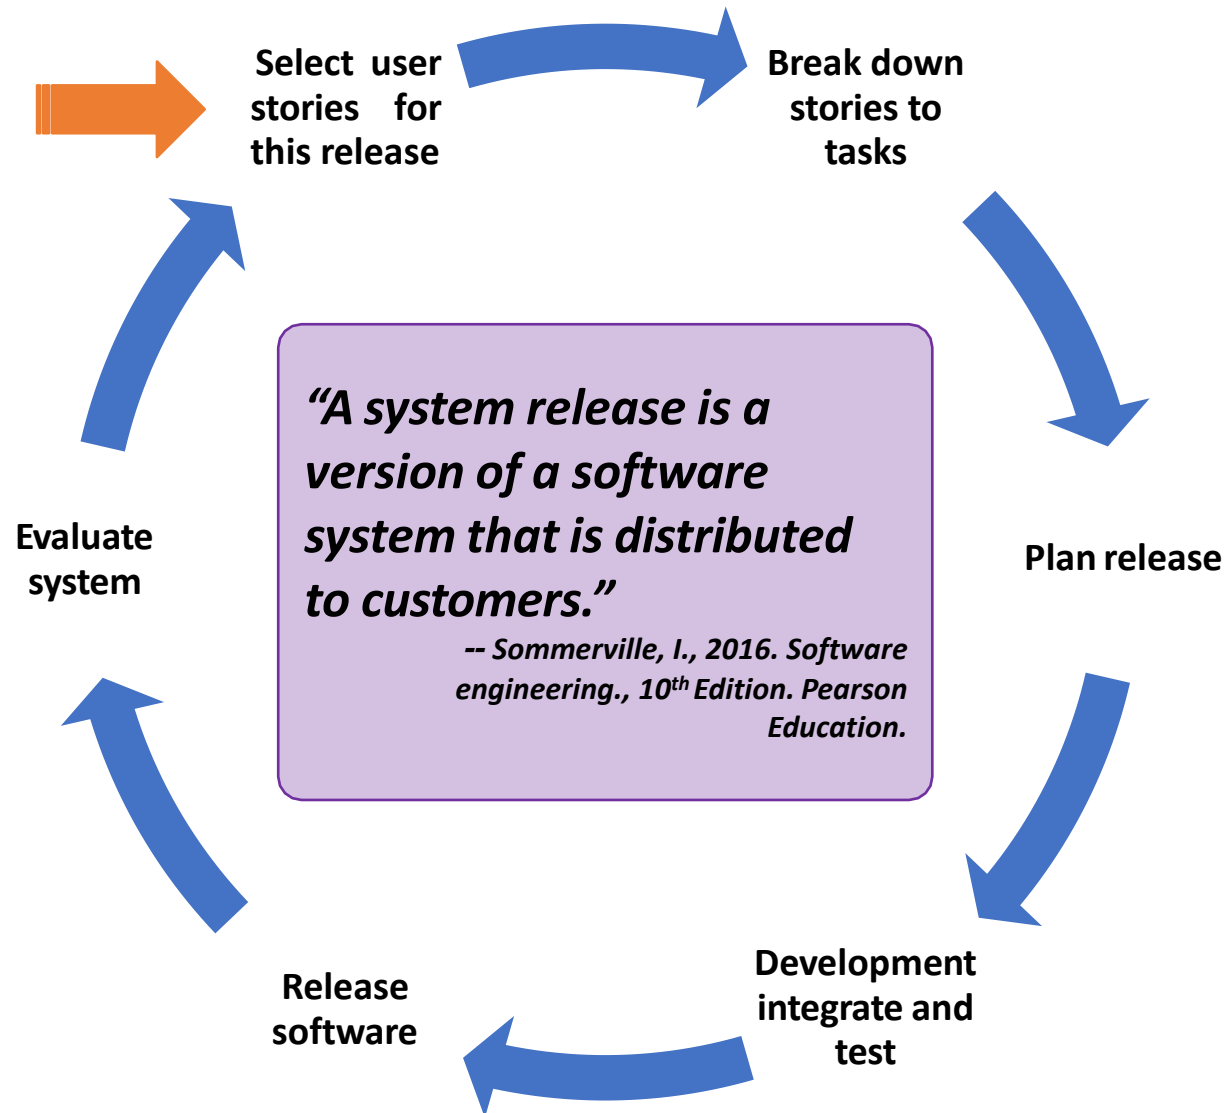 Select user
stories for
this release
Break down
stories to
tasks
Plan release
Development
integrate and
test
Release
software
Evaluate
system
“A system release is a
version of a software
system that is distributed
to customers.”
-- Sommerville, I., 2016. Software
engineering., 10th Edition. Pearson
Education.